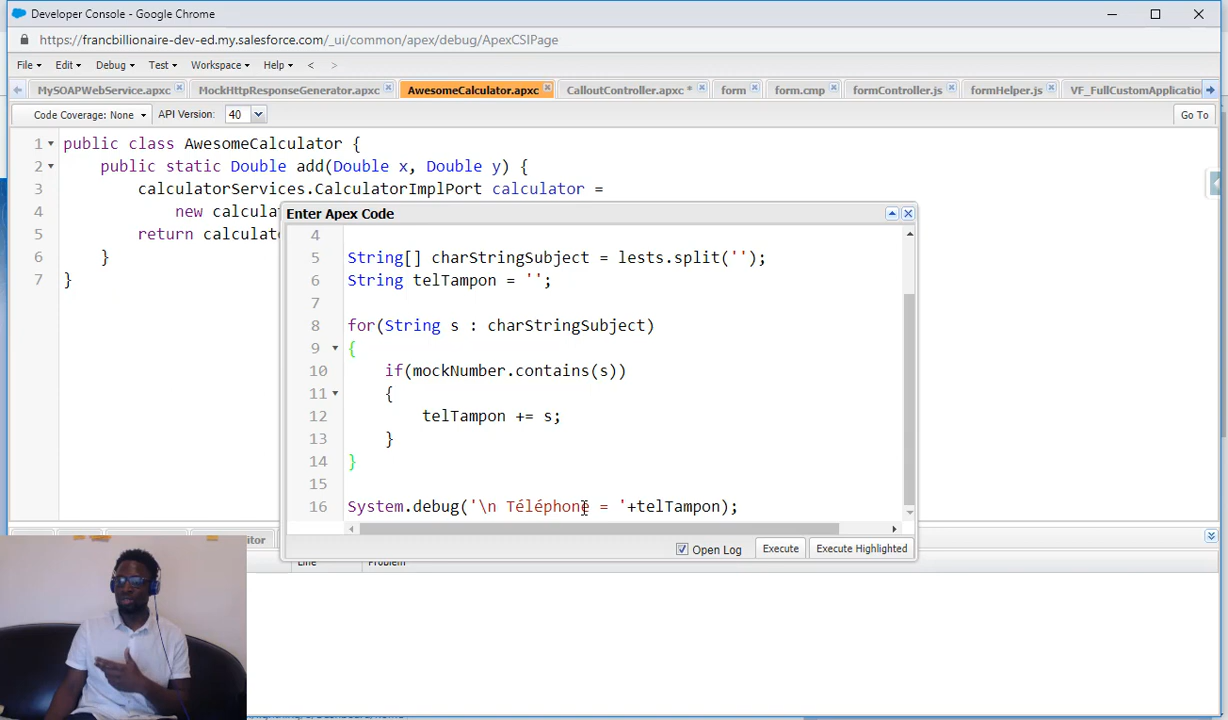 Developer Console - Google Chrome
https://francbillionaire-dev-ed.my.salesforce.com/_ui/common/apex/debug/ApexCSIPage
File Edit Debug Test Workspace Help < >
MySOAPWebService.apxc MockHttpResponseGenerator.apxc AwesomeCalculator.apxc CalloutController.apxc * form form.cmp formController.js formHelper.js VF_FullCustomApplication
Code Coverage: None API Version: 40 Go To
1 public class AwesomeCalculator {
2 public static Double add(Double x, Double y) {
3 calculatorServices.CalculatorImplPort calculator =
4 new calcula
5 return calculat
6 }
7 }
Enter Apex Code
4
5 String[] charStringSubject = lests.split('');
6 String telTampon = '';
7
8 for(String s : charStringSubject)
9 {
10 if(mockNumber.contains(s))
11 {
12 telTampon += s;
13 }
14 }
15
16 System.debug('\n Téléphone = '+telTampon);
Open Log Execute Execute Highlighted
Line Problem